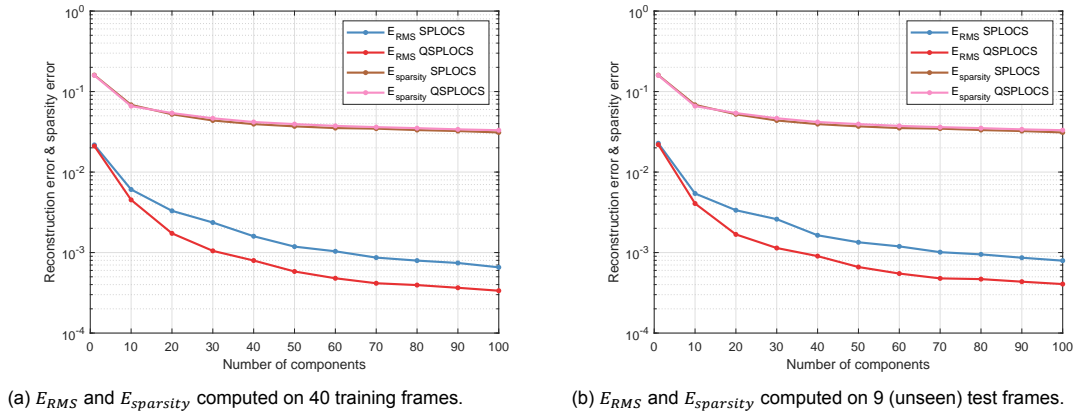 10^0
10^-1
10^-2
10^-3
10^-4
Reconstruction error & sparsity error
E_RMS SPLOCS
E_RMS QSPLOCS
E_sparsity SPLOCS
E_sparsity QSPLOCS
0 10 20 30 40 50 60 70 80 90 100
Number of components
(a) E_RMS and E_sparsity computed on 40 training frames.
10^0
10^-1
10^-2
10^-3
10^-4
Reconstruction error & sparsity error
E_RMS SPLOCS
E_RMS QSPLOCS
E_sparsity SPLOCS
E_sparsity QSPLOCS
0 10 20 30 40 50 60 70 80 90 100
Number of components
(b) E_RMS and E_sparsity computed on 9 (unseen) test frames.